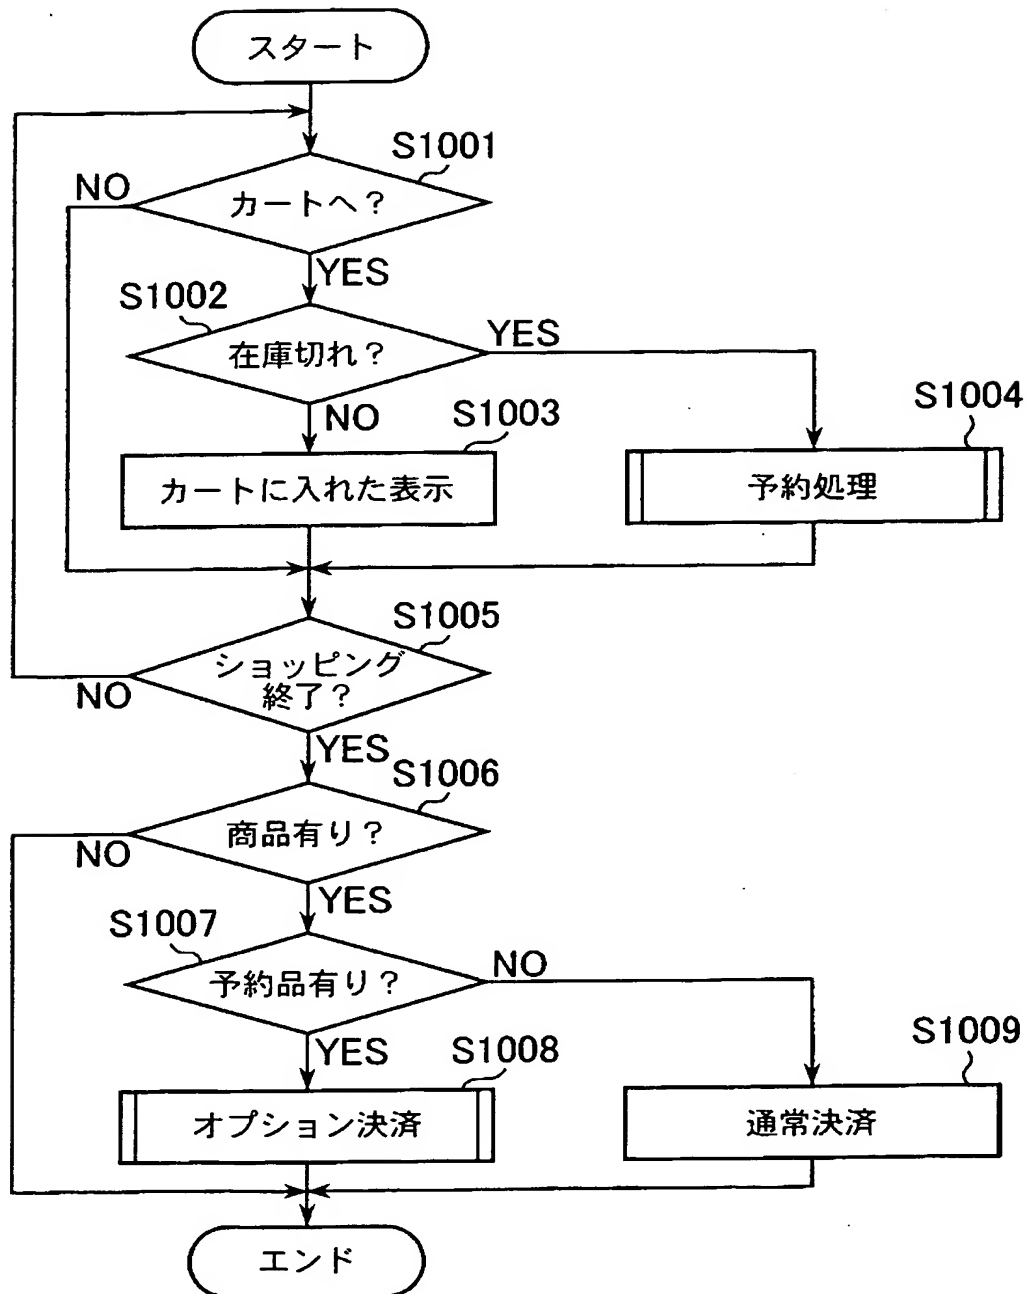 スタート
S1001
NO
カートへ?
YES
S1002
YES
在庫切れ?
NO
S1003
S1004
カートに入れた表示
予約処理
S1005
ショッピング
終了?
NO
YES
S1006
商品有り?
NO
YES
S1007
NO
予約品有り?
YES
S1008
S1009
オプション決済
通常決済
エンド